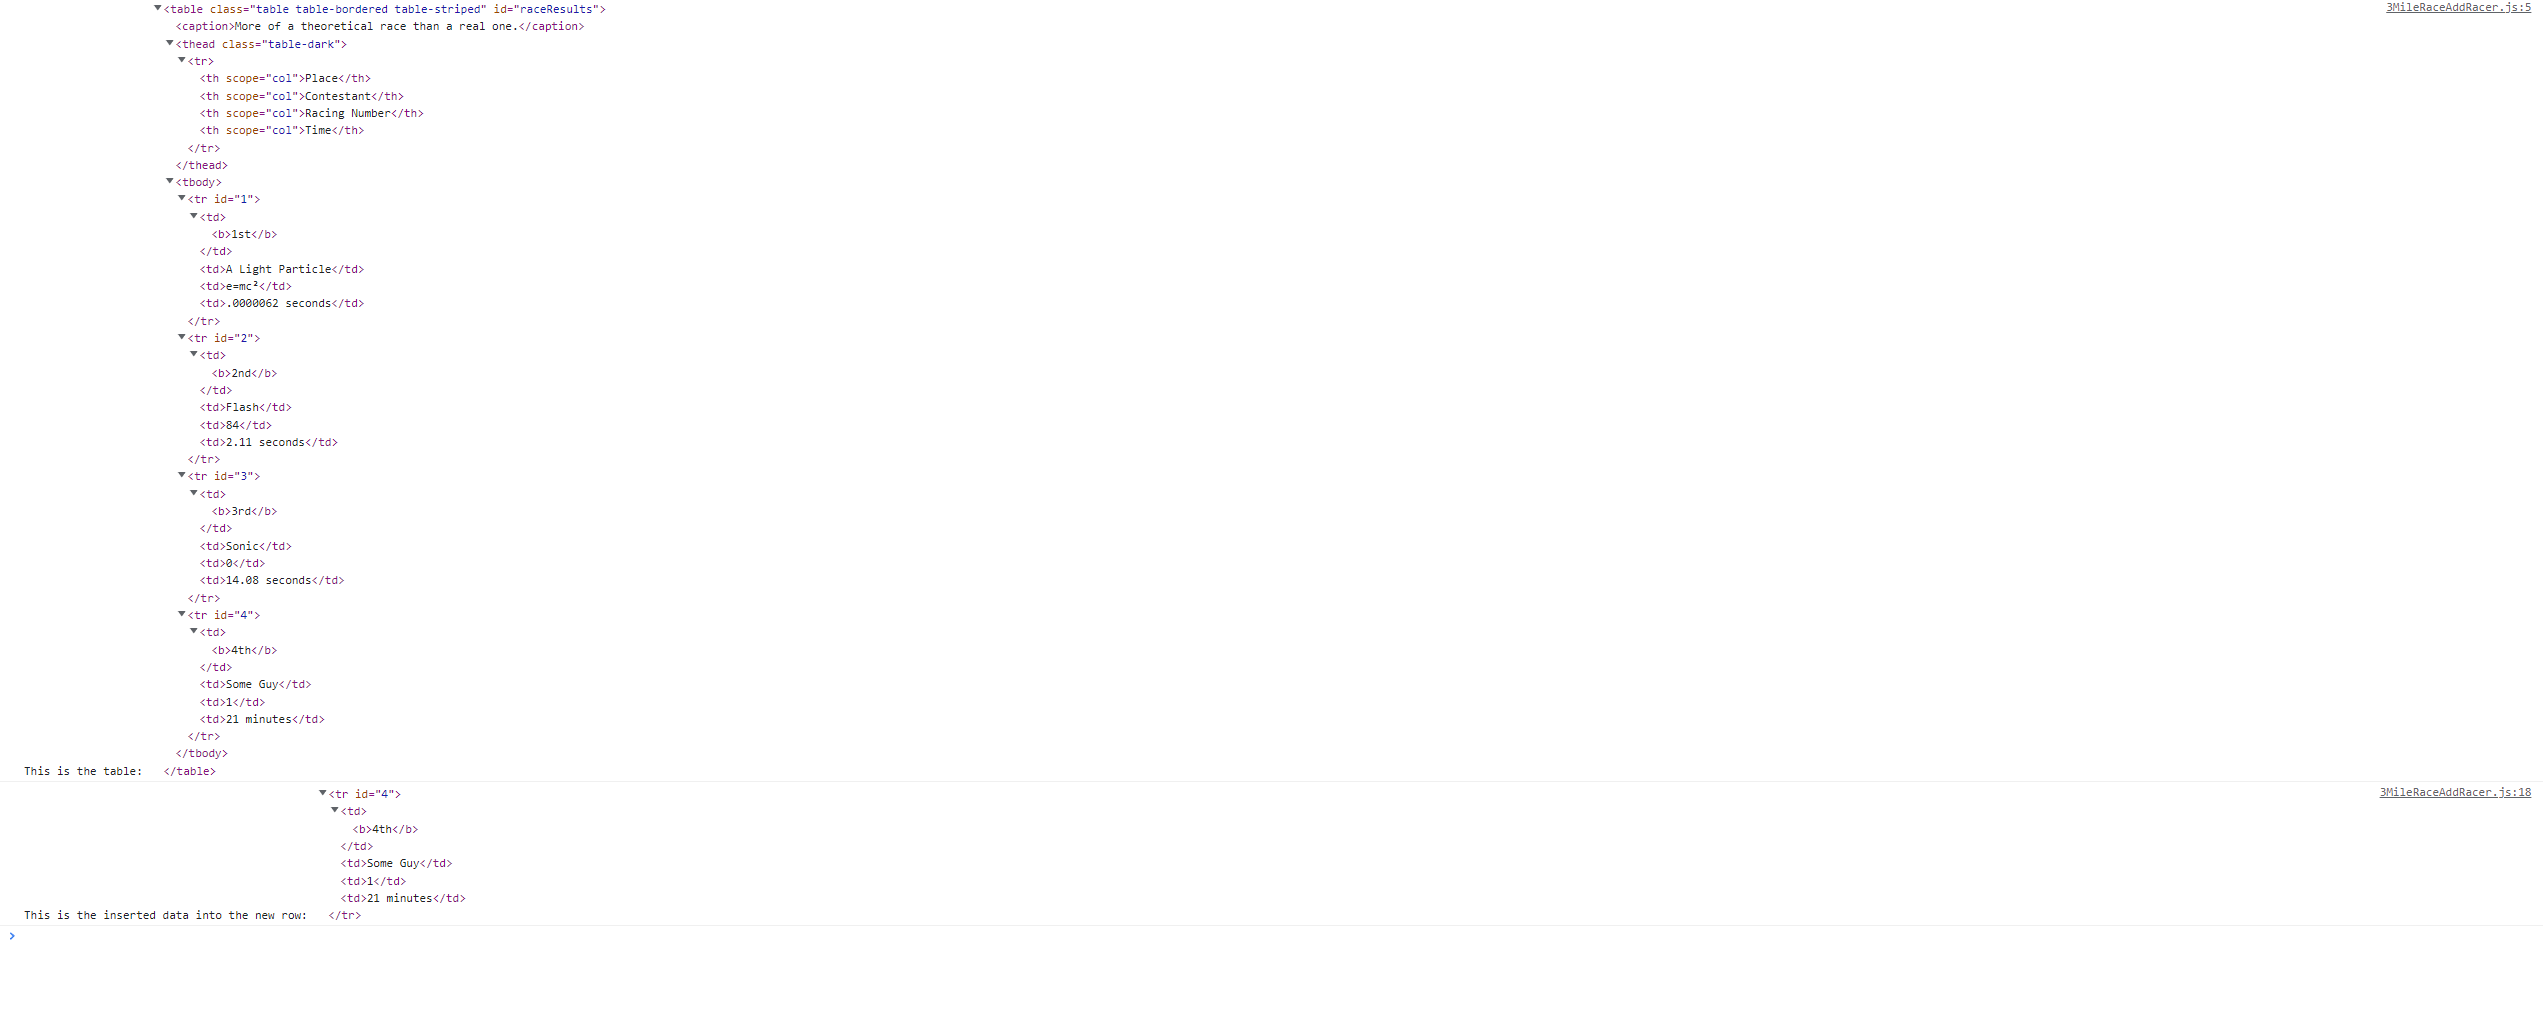 <table class="table table-bordered table-striped" id="raceResults"> 3MileRaceAddRacer.js:5
<caption>More of a theoretical race than a real one.</caption>
<thead class="table-dark">
<tr>
<th scope="col">Place</th>
<th scope="col">Contestant</th>
<th scope="col">Racing Number</th>
<th scope="col">Time</th>
</tr>
</thead>
<tbody>
<tr id="1">
<td>
<b>1st</b>
</td>
<td>A Light Particle</td>
<td>e=mc²</td>
<td>.0000062 seconds</td>
</tr>
<tr id="2">
<td>
<b>2nd</b>
</td>
<td>Flash</td>
<td>84</td>
<td>2.11 seconds</td>
</tr>
<tr id="3">
<td>
<b>3rd</b>
</td>
<td>Sonic</td>
<td>0</td>
<td>14.08 seconds</td>
</tr>
<tr id="4">
<td>
<b>4th</b>
</td>
<td>Some Guy</td>
<td>1</td>
<td>21 minutes</td>
</tr>
</tbody>
This is the table: </table>
<tr id="4"> 3MileRaceAddRacer.js:18
<td>
<b>4th</b>
</td>
<td>Some Guy</td>
<td>1</td>
<td>21 minutes</td>
This is the inserted data into the new row: </tr>